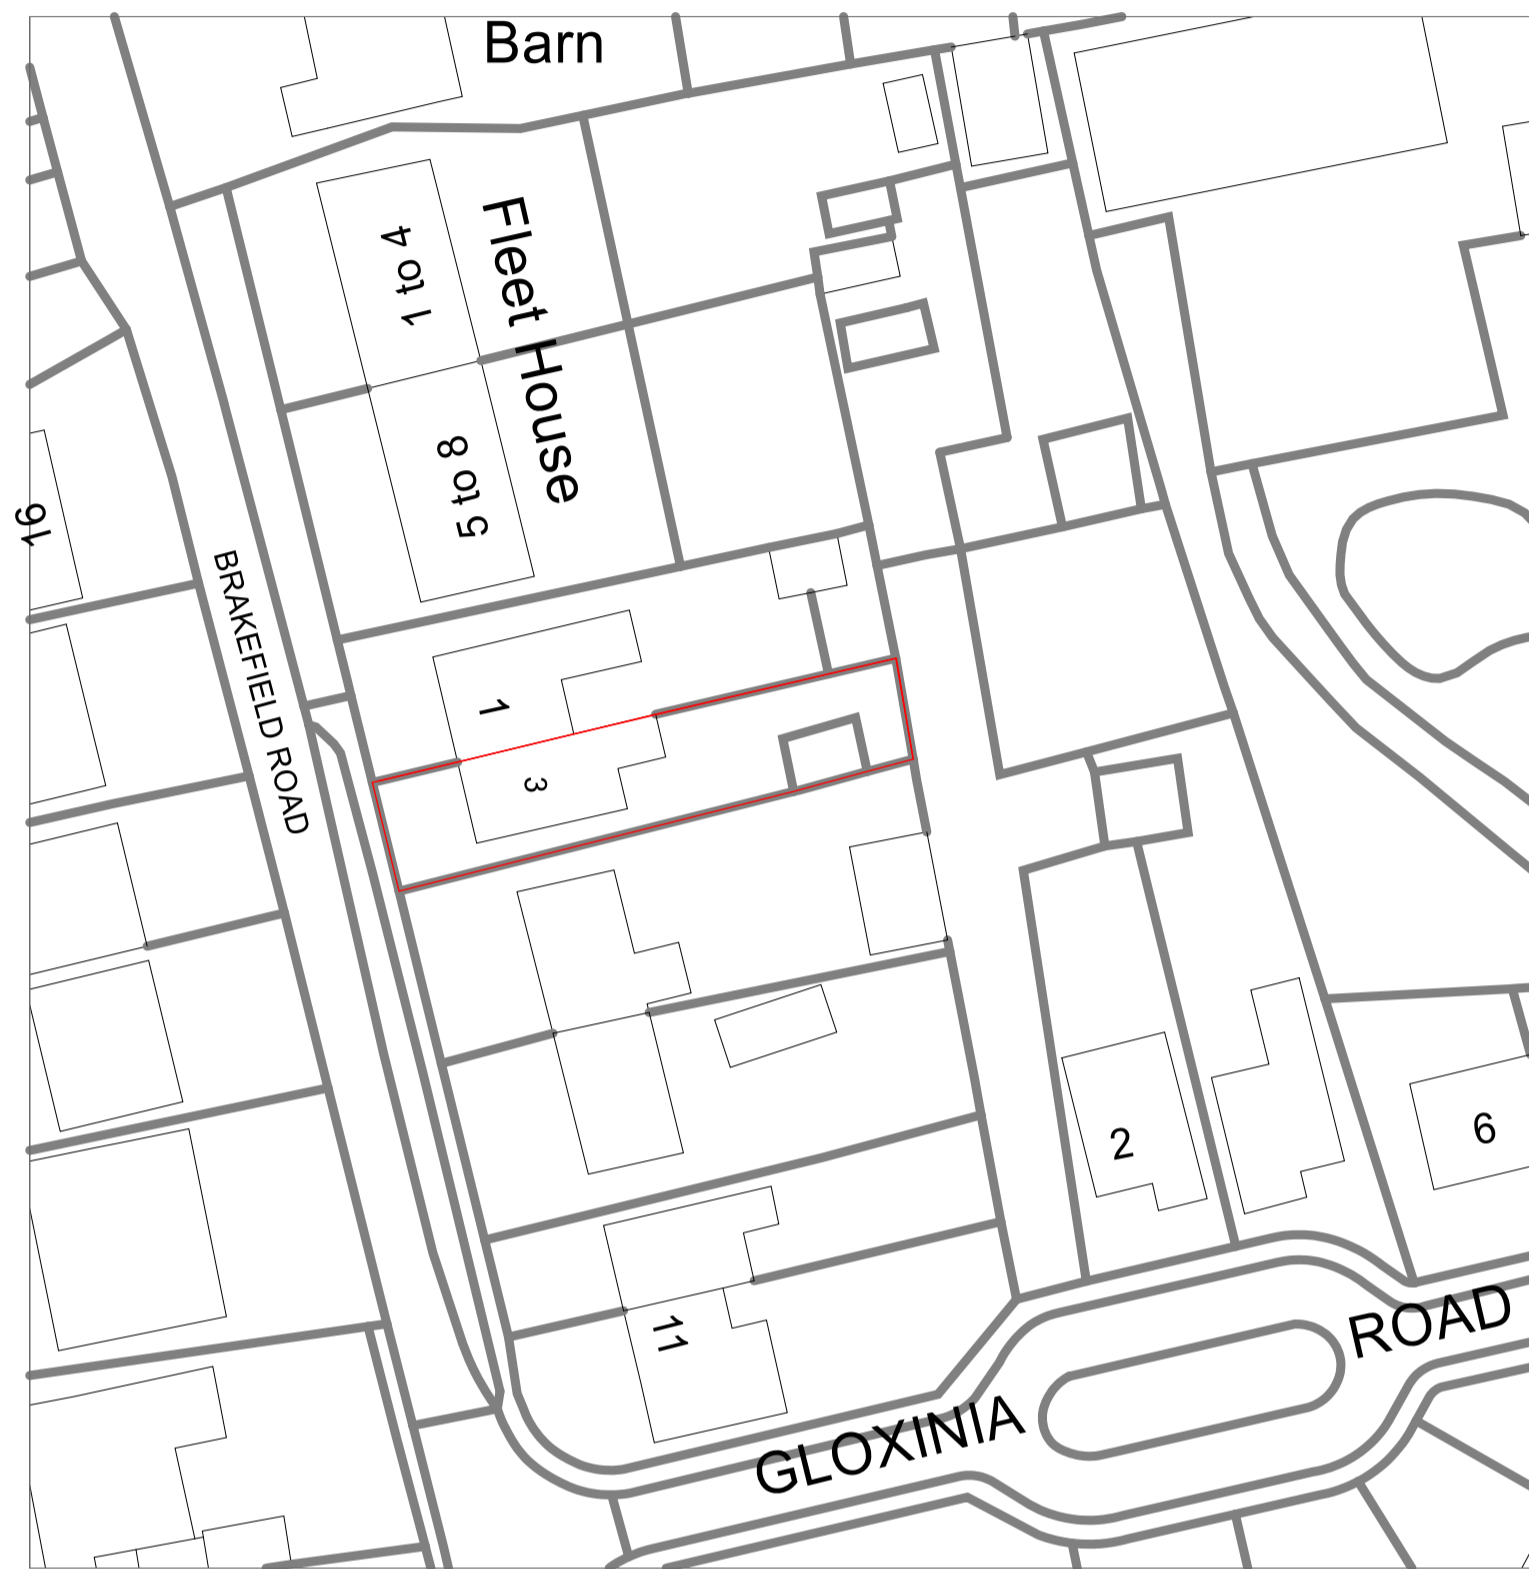 Barn
Fleet House
1 to 4
5 to 8
16
BRAKEFIELD ROAD
1
3
2
6
11
GLOXINIA
ROAD